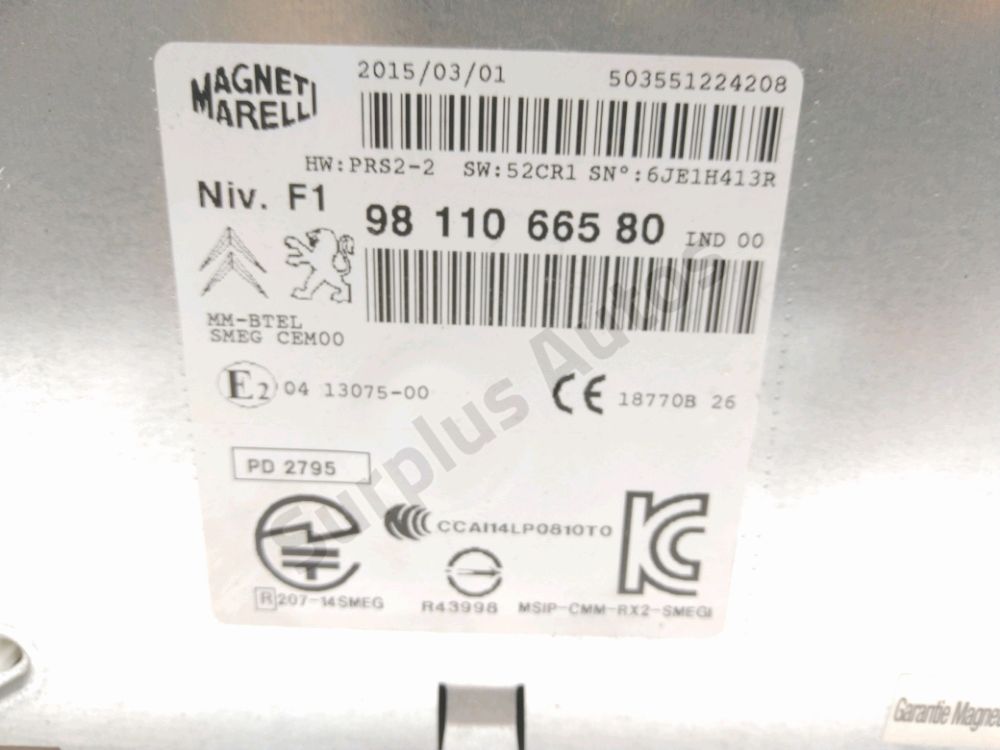 MAGNETI
MARELLI
2015/03/01 503551224208
HW:PRS2-2 SW:52CR1 SN°:6JE1H413R
Niv. F1 98 110 665 80 IND 00
MM-BTEL
SMEG CEM00
E2 04 13075-00 CE 18770B 26
PD 2795
CCAI14LP0810T0
R 207-14SMEG R43998 MSIP-CMM-RX2-SMEGI
Surplus Autos
Garantie Magnet